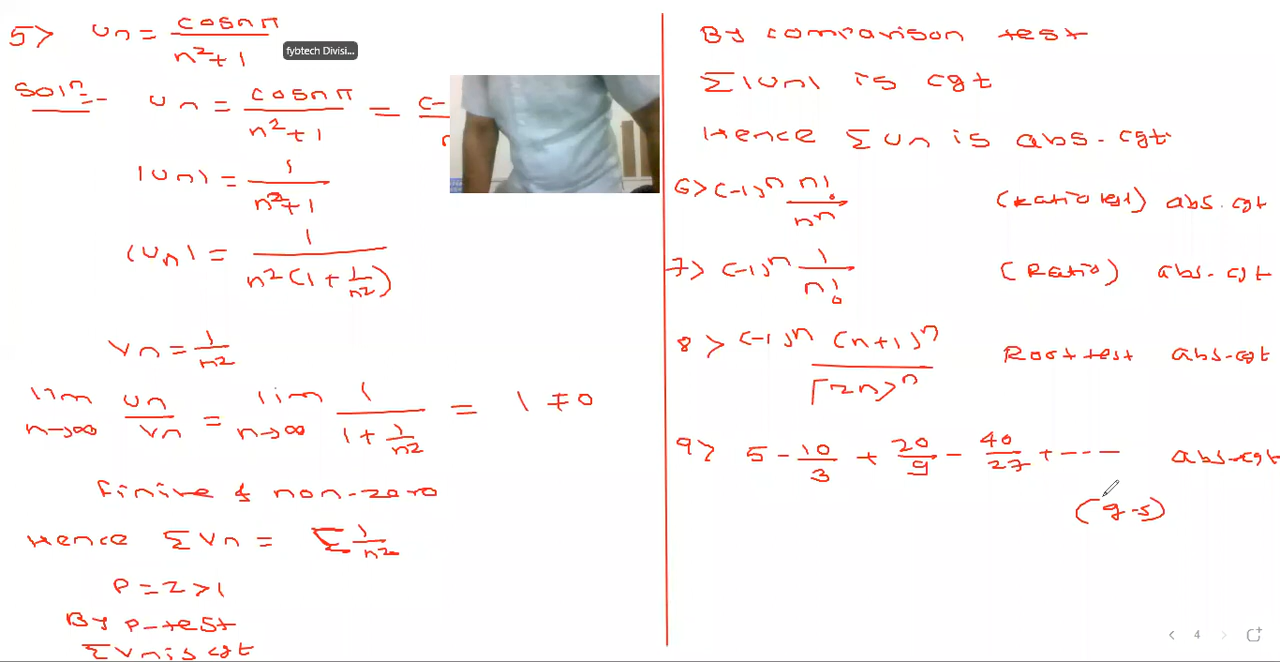 5> un = cosnπ / n²+1
fybtech Divisi...
Solⁿ:- un = cosnπ / n²+1 = (-
|un| = 1 / n²+1
|un| = 1 / n²(1 + 1/n²)
vn = 1/n²
lim n→∞ un/vn = lim n→∞ 1 / 1 + 1/n² = 1 ≠ 0
finite & non-zero
Hence Σvn = Σ 1/n²
P = 2 > 1
By P-test
Σvn is cgt
By comparison test
Σ|un| is cgt
Hence Σun is abs. cgt
6> (-1)ⁿ n!/nⁿ (Ratio test) abs. cgt
7> (-1)ⁿ 1/n! (Ratio) abs. cgt
8> (-1)ⁿ (n+1)ⁿ / (2n)ⁿ Root test abs-cgt
9> 5 - 10/3 + 20/9 - 40/27 + ---- abs-cgt
(g-s)
4